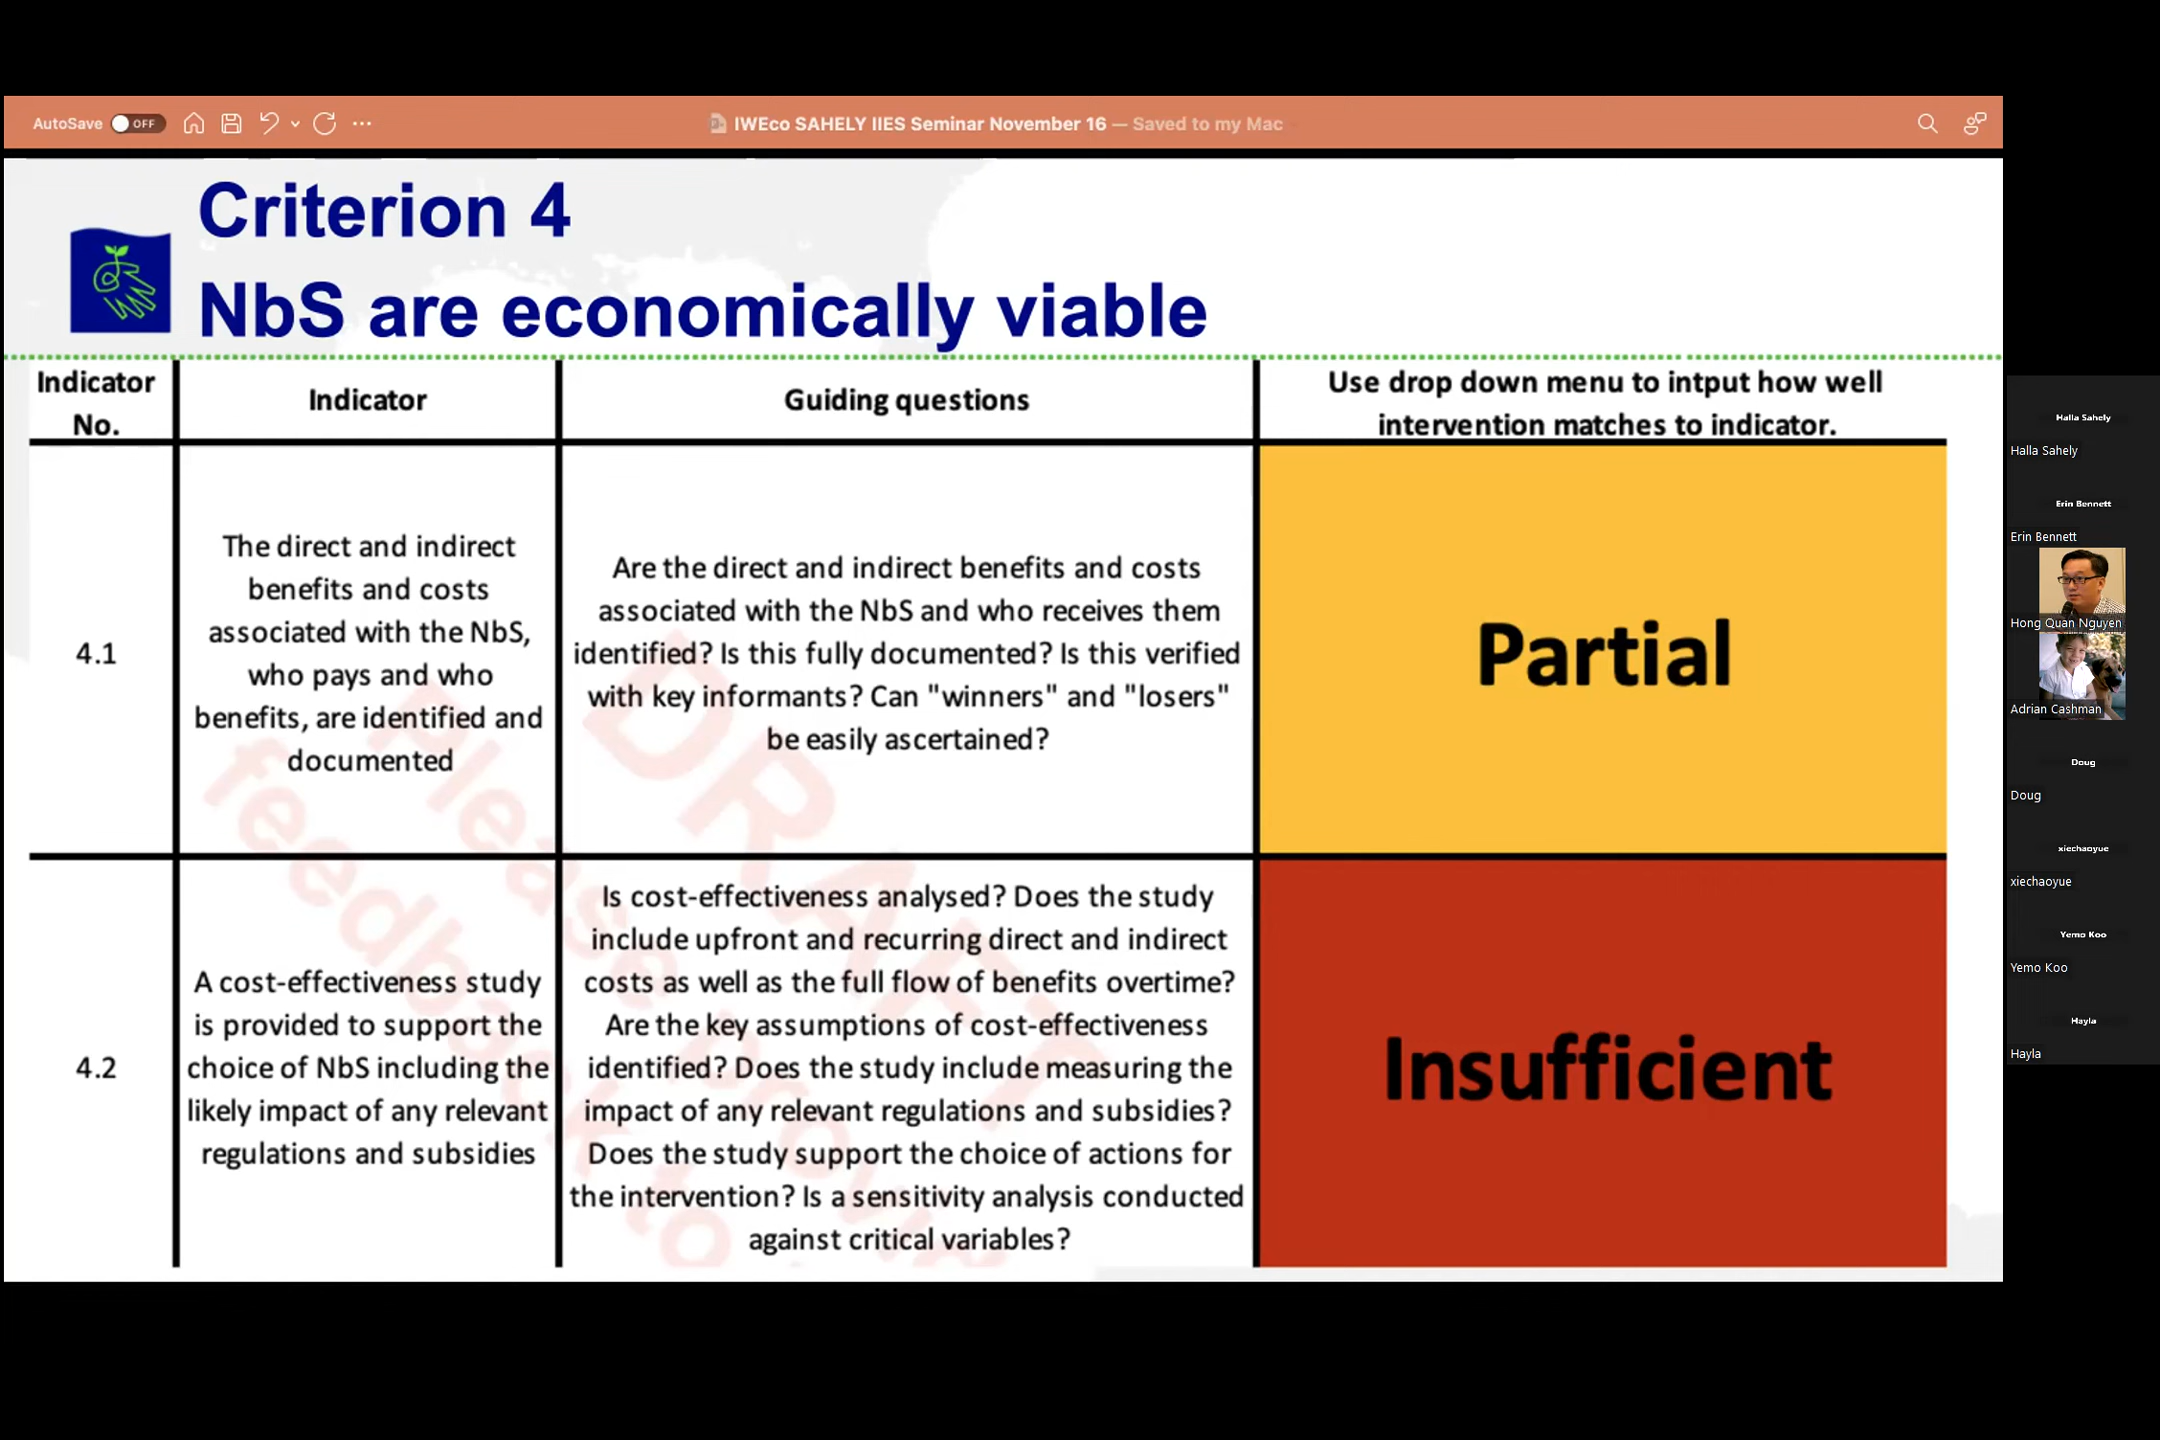 AutoSave OFF
IWEco SAHELY IIES Seminar November 16 — Saved to my Mac
Criterion 4
NbS are economically viable
Indicator
No.
Indicator
Guiding questions
Use drop down menu to intput how well
intervention matches to indicator.
4.1
The direct and indirect
benefits and costs
associated with the NbS,
who pays and who
benefits, are identified and
documented
Are the direct and indirect benefits and costs
associated with the NbS and who receives them
identified? Is this fully documented? Is this verified
with key informants? Can "winners" and "losers"
be easily ascertained?
Partial
4.2
A cost-effectiveness study
is provided to support the
choice of NbS including the
likely impact of any relevant
regulations and subsidies
Is cost-effectiveness analysed? Does the study
include upfront and recurring direct and indirect
costs as well as the full flow of benefits overtime?
Are the key assumptions of cost-effectiveness
identified? Does the study include measuring the
impact of any relevant regulations and subsidies?
Does the study support the choice of actions for
the intervention? Is a sensitivity analysis conducted
against critical variables?
Insufficient
DRAFT
Please provi
feedback to
Halla Sahely
Halla Sahely
Erin Bennett
Erin Bennett
Hong Quan Nguyen
Adrian Cashman
Doug
Doug
xiechaoyue
xiechaoyue
Yemo Koo
Yemo Koo
Hayla
Hayla